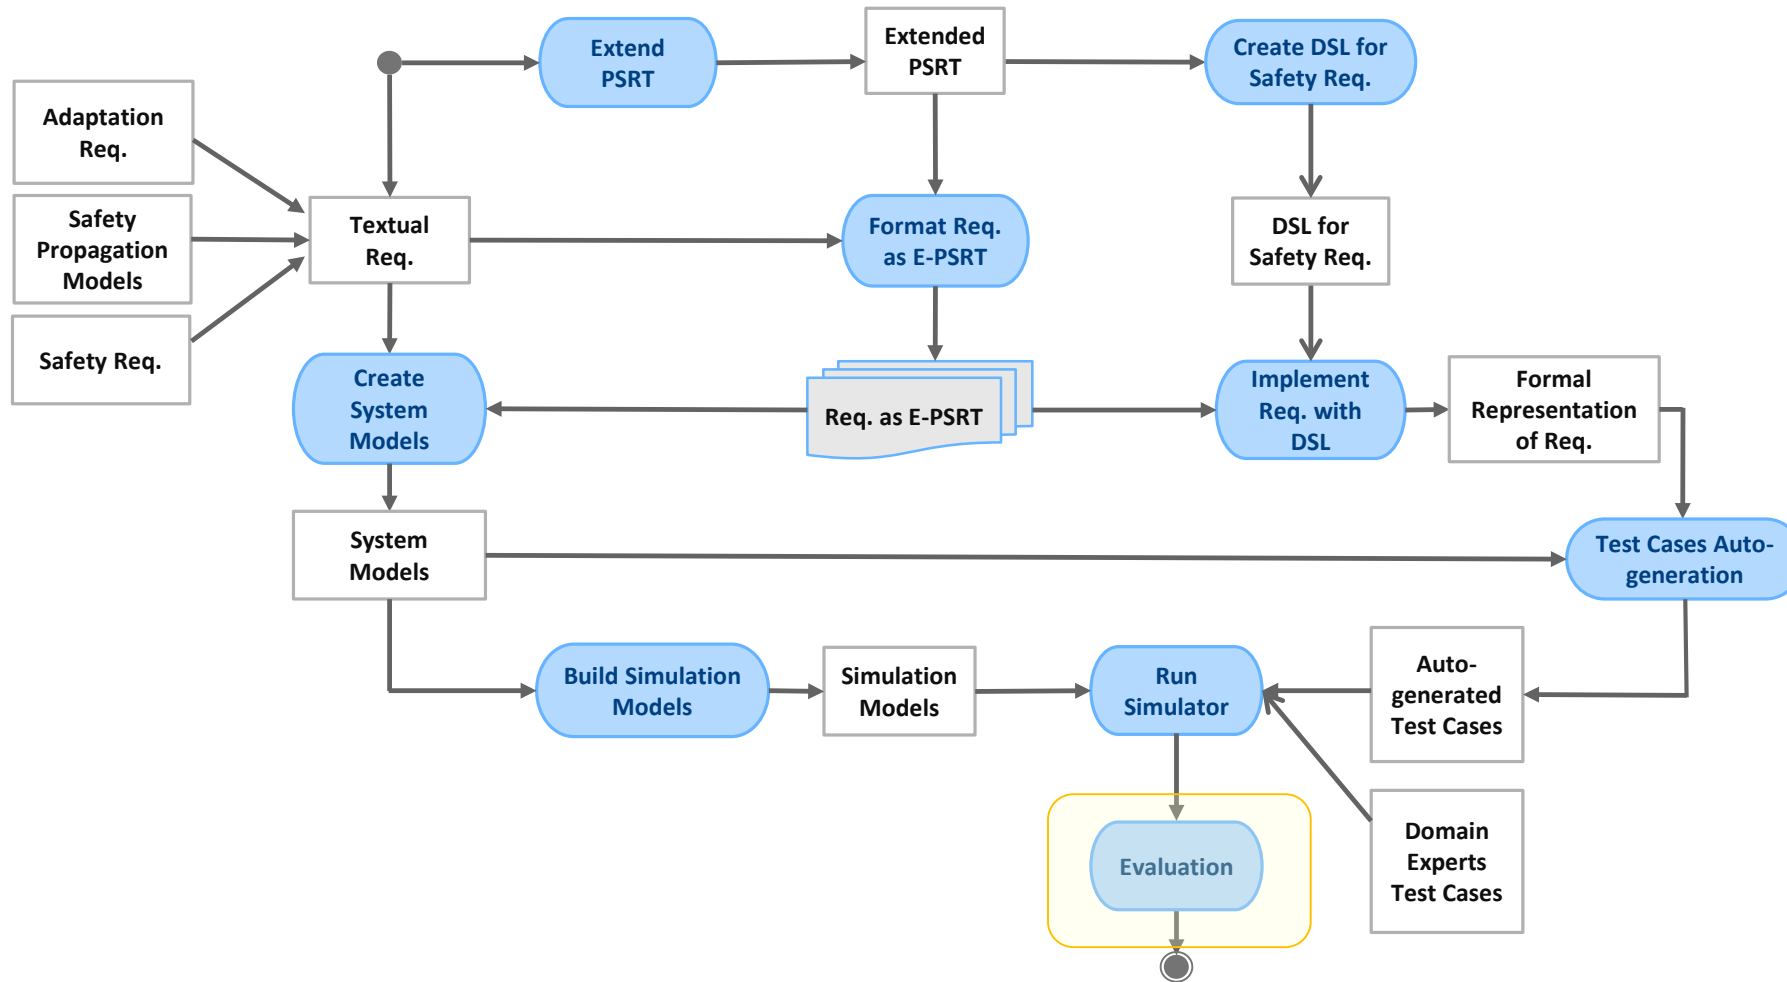 Extend
PSRT
Extended
PSRT
Create DSL for
Safety Req.
Adaptation
Req.
Safety
Propagation
Models
Safety Req.
Textual
Req.
Format Req.
as E-PSRT
DSL for
Safety Req.
Create
System
Models
Req. as E-PSRT
Implement
Req. with
DSL
Formal
Representation
of Req.
System
Models
Test Cases Auto-
generation
Build Simulation
Models
Simulation
Models
Run
Simulator
Auto-
generated
Test Cases
Evaluation
Domain
Experts
Test Cases